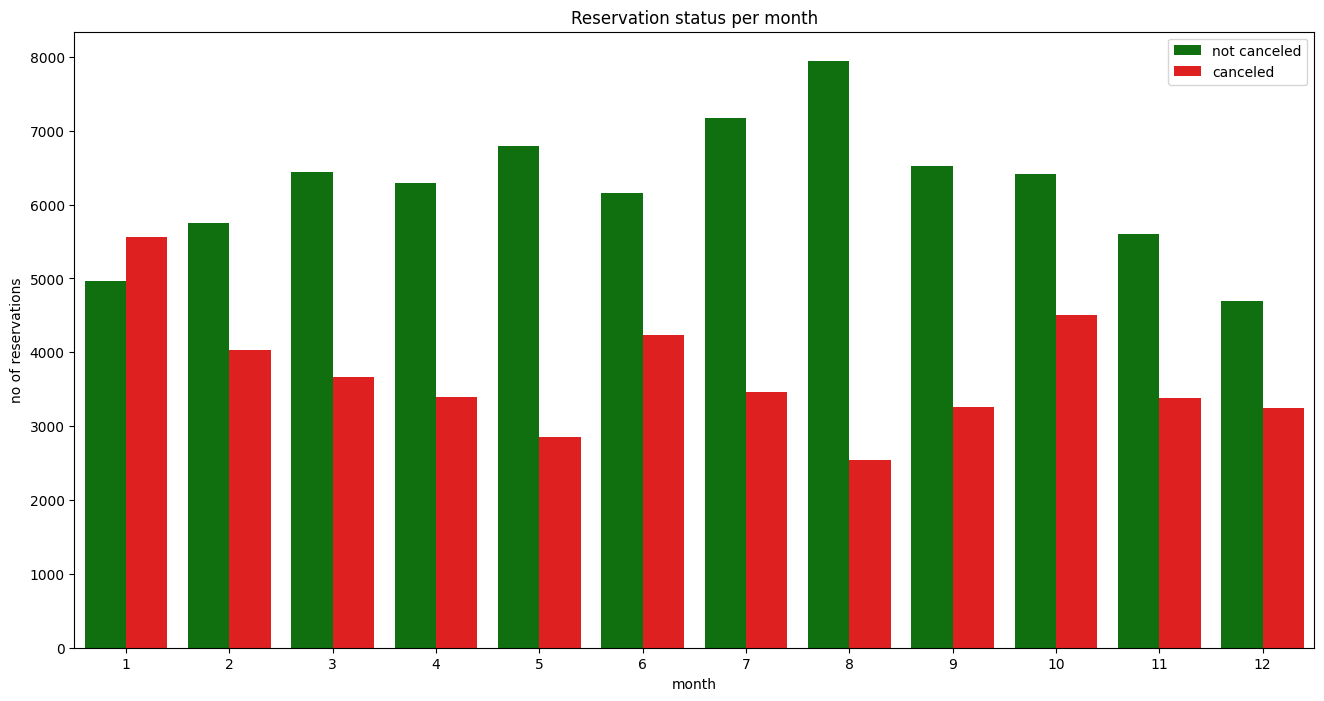 Reservation status per month
not canceled
canceled
8000
7000
6000
5000
4000
3000
2000
1000
0
no of reservations
1 2 3 4 5 6 7 8 9 10 11 12
month